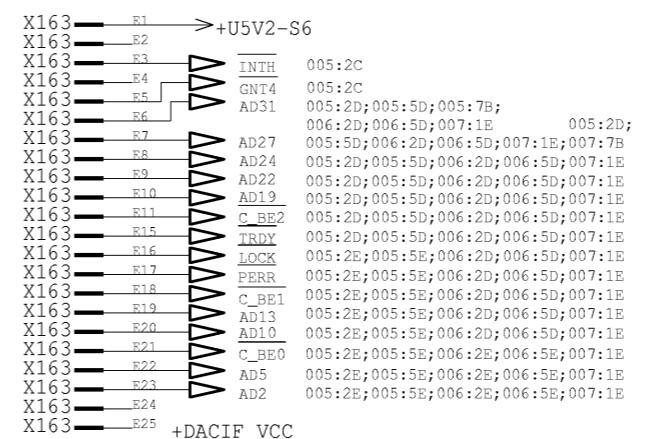 X163 E1 +U5V2-S6
X163 E2
X163 E3 INTH 005:2C
X163 E4 GNT4 005:2C
X163 E5 AD31 005:2D;005:5D;005:7B;
X163 E6 006:2D;006:5D;007:1E 005:2D;
X163 E7 AD27 005:5D;006:2D;006:5D;007:1E;007:7B
X163 E8 AD24 005:2D;005:5D;006:2D;006:5D;007:1E
X163 E9 AD22 005:2D;005:5D;006:2D;006:5D;007:1E
X163 E10 AD19 005:2D;005:5D;006:2D;006:5D;007:1E
X163 E11 C_BE2 005:2D;005:5D;006:2D;006:5D;007:1E
X163 E15 TRDY 005:2D;005:5D;006:2D;006:5D;007:1E
X163 E16 LOCK 005:2E;005:5D;006:2D;006:5D;007:1E
X163 E17 PERR 005:2E;005:5E;006:2D;006:5D;007:1E
X163 E18 C_BE1 005:2E;005:5E;006:2D;006:5D;007:1E
X163 E19 AD13 005:2E;005:5E;006:2D;006:5D;007:1E
X163 E20 AD10 005:2E;005:5E;006:2D;006:5E;007:1E
X163 E21 C_BE0 005:2E;005:5E;006:2E;006:5E;007:1E
X163 E22 AD5 005:2E;005:5E;006:2E;006:5E;007:1E
X163 E23 AD2 005:2E;005:5E;006:2E;006:5E;007:1E
X163 E24
X163 E25 +DACIF VCC